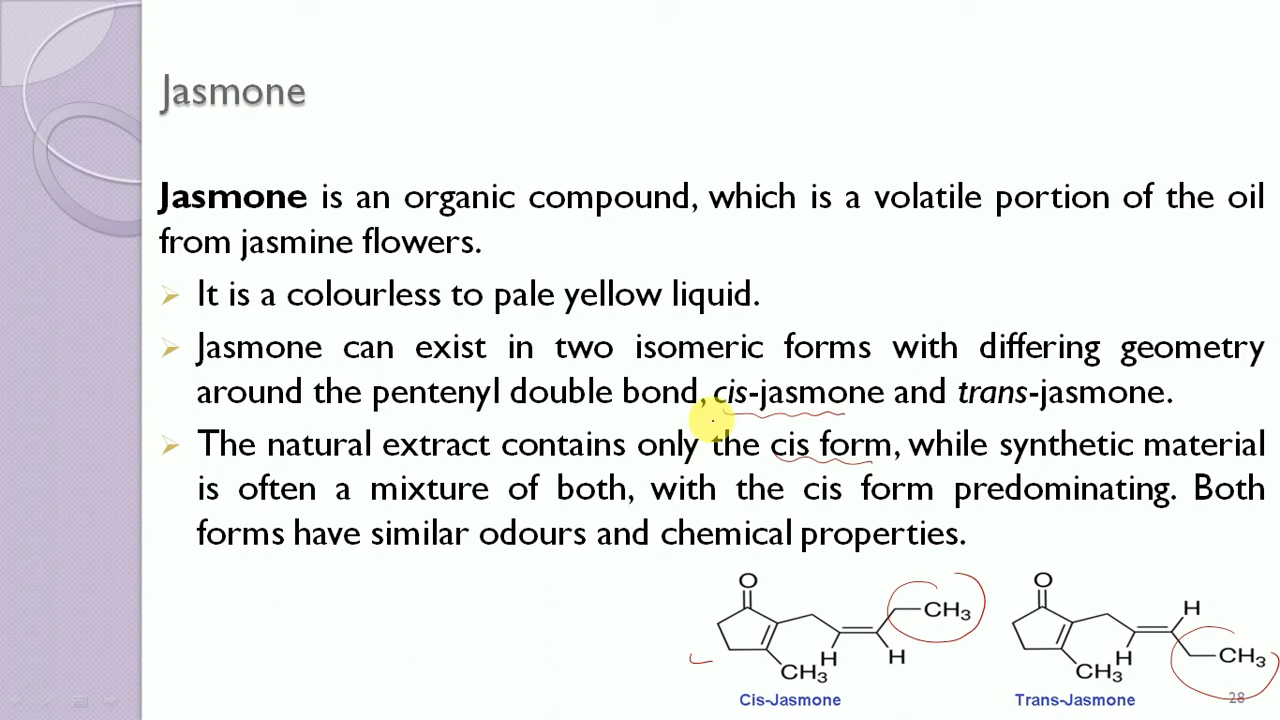 Jasmone
Jasmone is an organic compound, which is a volatile portion of the oil
from jasmine flowers.
It is a colourless to pale yellow liquid.
Jasmone can exist in two isomeric forms with differing geometry
around the pentenyl double bond, cis-jasmone and trans-jasmone.
The natural extract contains only the cis form, while synthetic material
is often a mixture of both, with the cis form predominating. Both
forms have similar odours and chemical properties.
O
CH3
H
H
CH3
Cis-Jasmone
O
H
H
CH3
CH3
Trans-Jasmone
28